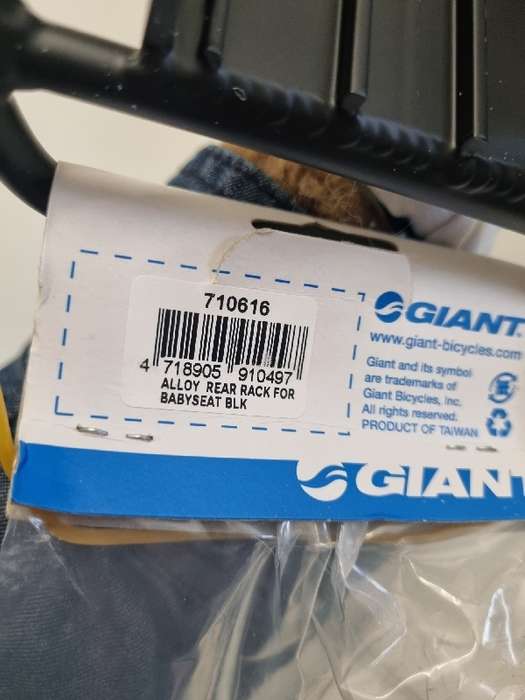 710616
4 718905 910497
ALLOY REAR RACK FOR
BABYSEAT BLK
GIANT.
www.giant-bicycles.com
Giant and its symbol
are trademarks of
Giant Bicycles, Inc.
All rights reserved.
PRODUCT OF TAIWAN
GIANT